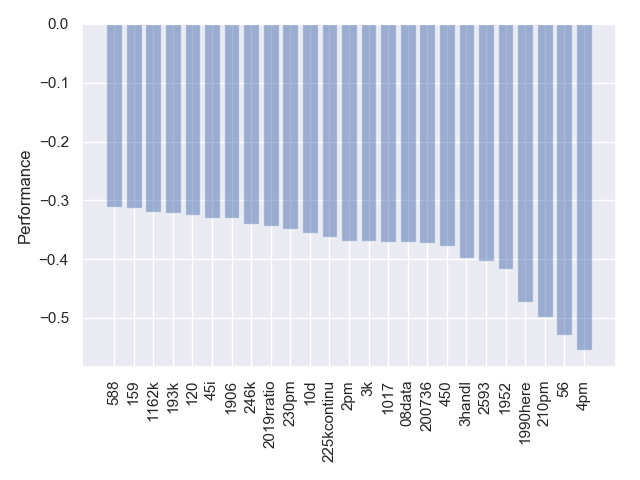 0.0
−0.1
−0.2
−0.3
−0.4
−0.5
Performance
588
159
1162k
193k
120
45i
1906
246k
2019rratio
230pm
10d
225kcontinu
2pm
3k
1017
08data
200736
450
3handl
2593
1952
1990here
210pm
56
4pm